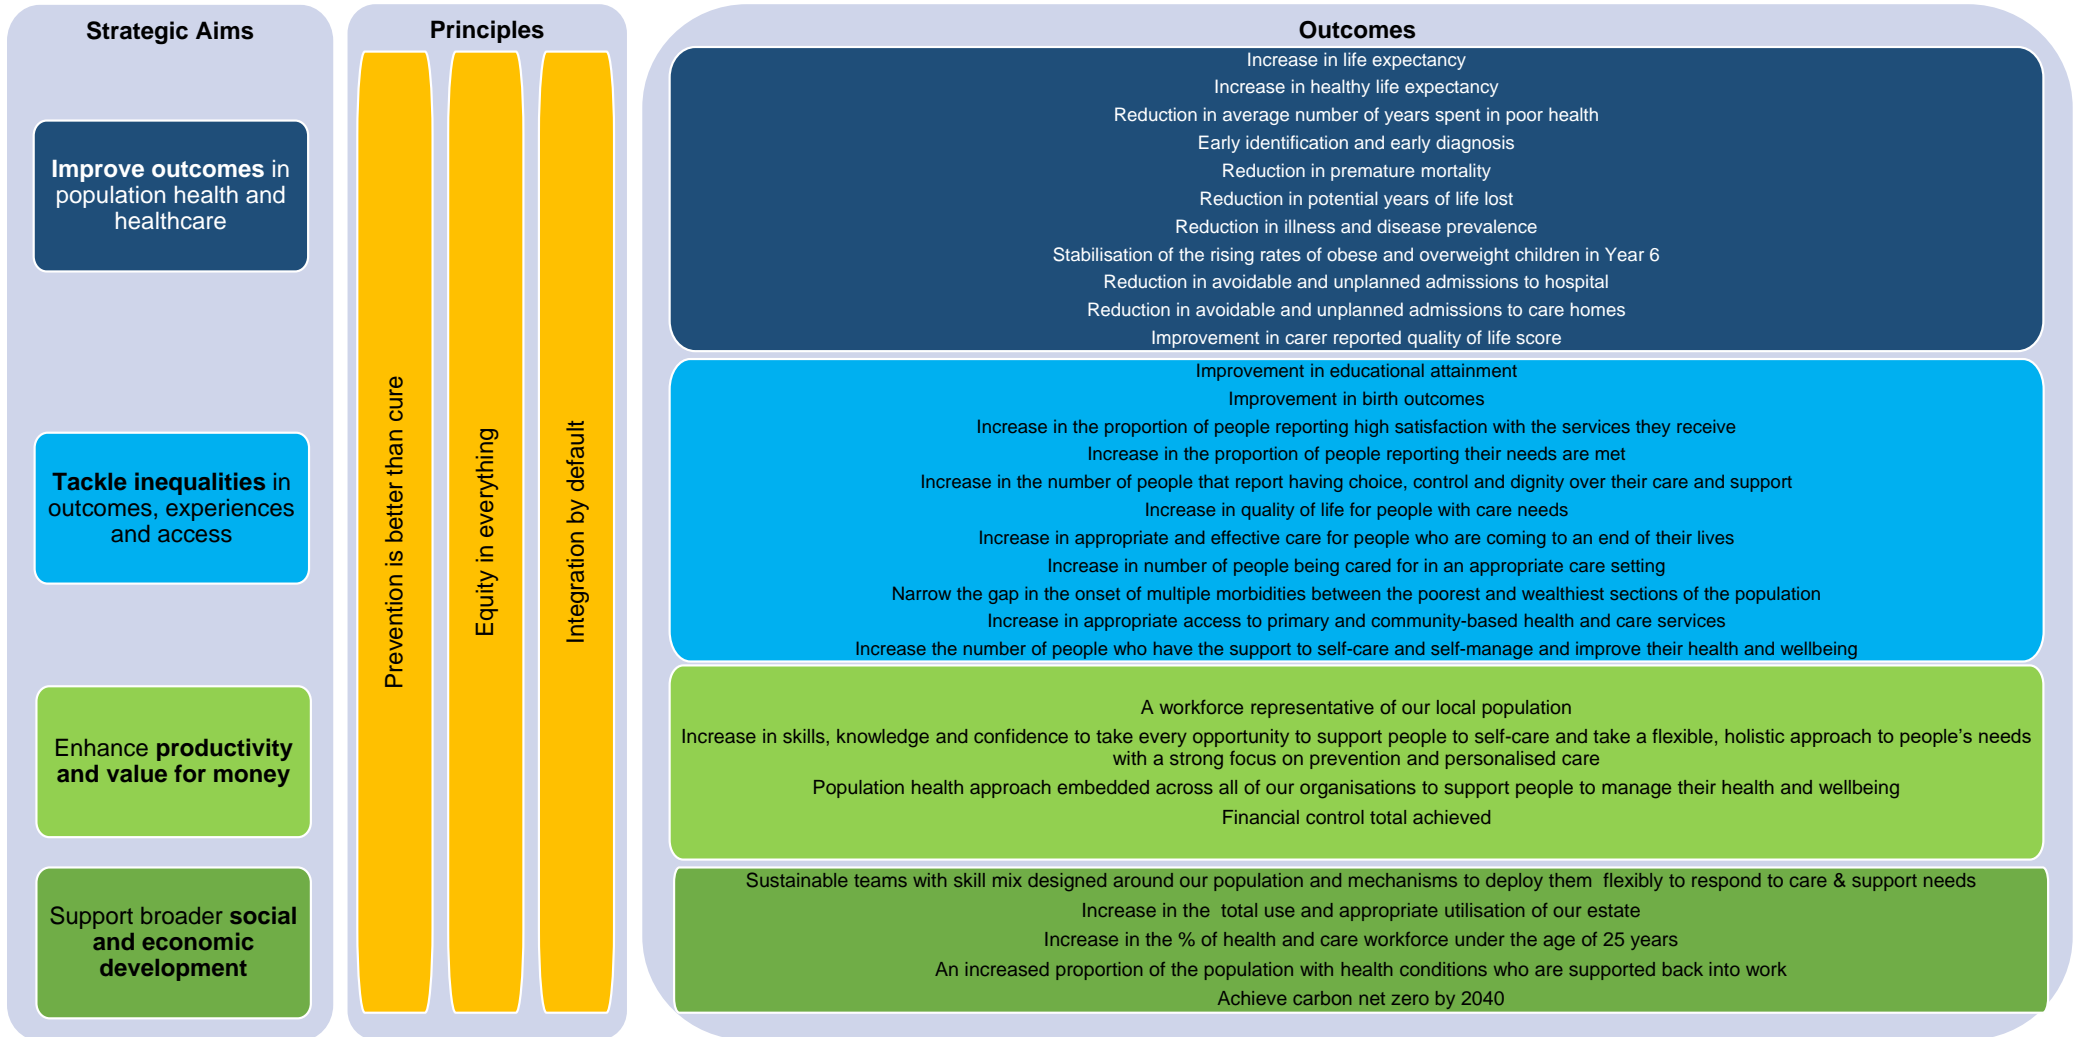 Strategic Aims
Improve outcomes in
population health and
healthcare
Tackle inequalities in
outcomes, experiences
and access
Enhance productivity
and value for money
Support broader social
and economic
development
Principles
Prevention is better than cure
Equity in everything
Integration by default
Outcomes
Increase in life expectancy
Increase in healthy life expectancy
Reduction in average number of years spent in poor health
Early identification and early diagnosis
Reduction in premature mortality
Reduction in potential years of life lost
Reduction in illness and disease prevalence
Stabilisation of the rising rates of obese and overweight children in Year 6
Reduction in avoidable and unplanned admissions to hospital
Reduction in avoidable and unplanned admissions to care homes
Improvement in carer reported quality of life score
Improvement in educational attainment
Improvement in birth outcomes
Increase in the proportion of people reporting high satisfaction with the services they receive
Increase in the proportion of people reporting their needs are met
Increase in the number of people that report having choice, control and dignity over their care and support
Increase in quality of life for people with care needs
Increase in appropriate and effective care for people who are coming to an end of their lives
Increase in number of people being cared for in an appropriate care setting
Narrow the gap in the onset of multiple morbidities between the poorest and wealthiest sections of the population
Increase in appropriate access to primary and community-based health and care services
Increase the number of people who have the support to self-care and self-manage and improve their health and wellbeing
A workforce representative of our local population
Increase in skills, knowledge and confidence to take every opportunity to support people to self-care and take a flexible, holistic approach to people's needs
with a strong focus on prevention and personalised care
Population health approach embedded across all of our organisations to support people to manage their health and wellbeing
Financial control total achieved
Sustainable teams with skill mix designed around our population and mechanisms to deploy them flexibly to respond to care & support needs
Increase in the total use and appropriate utilisation of our estate
Increase in the % of health and care workforce under the age of 25 years
An increased proportion of the population with health conditions who are supported back into work
Achieve carbon net zero by 2040